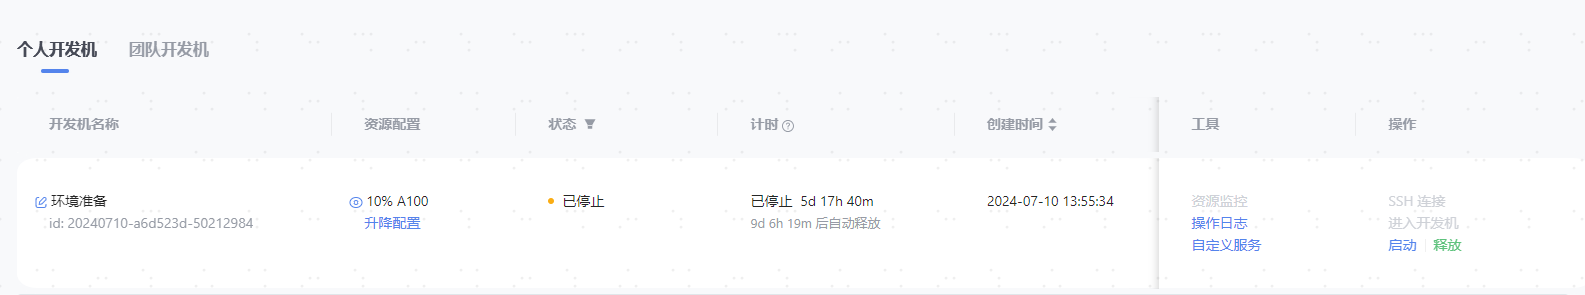 个人开发机 团队开发机
开发机名称 资源配置 状态 计时 创建时间 工具 操作
环境准备 10% A100 已停止 已停止 5d 17h 40m 2024-07-10 13:55:34 资源监控 SSH 连接
id: 20240710-a6d523d-50212984 升降配置 9d 6h 19m 后自动释放 操作日志 进入开发机
自定义服务 启动 释放